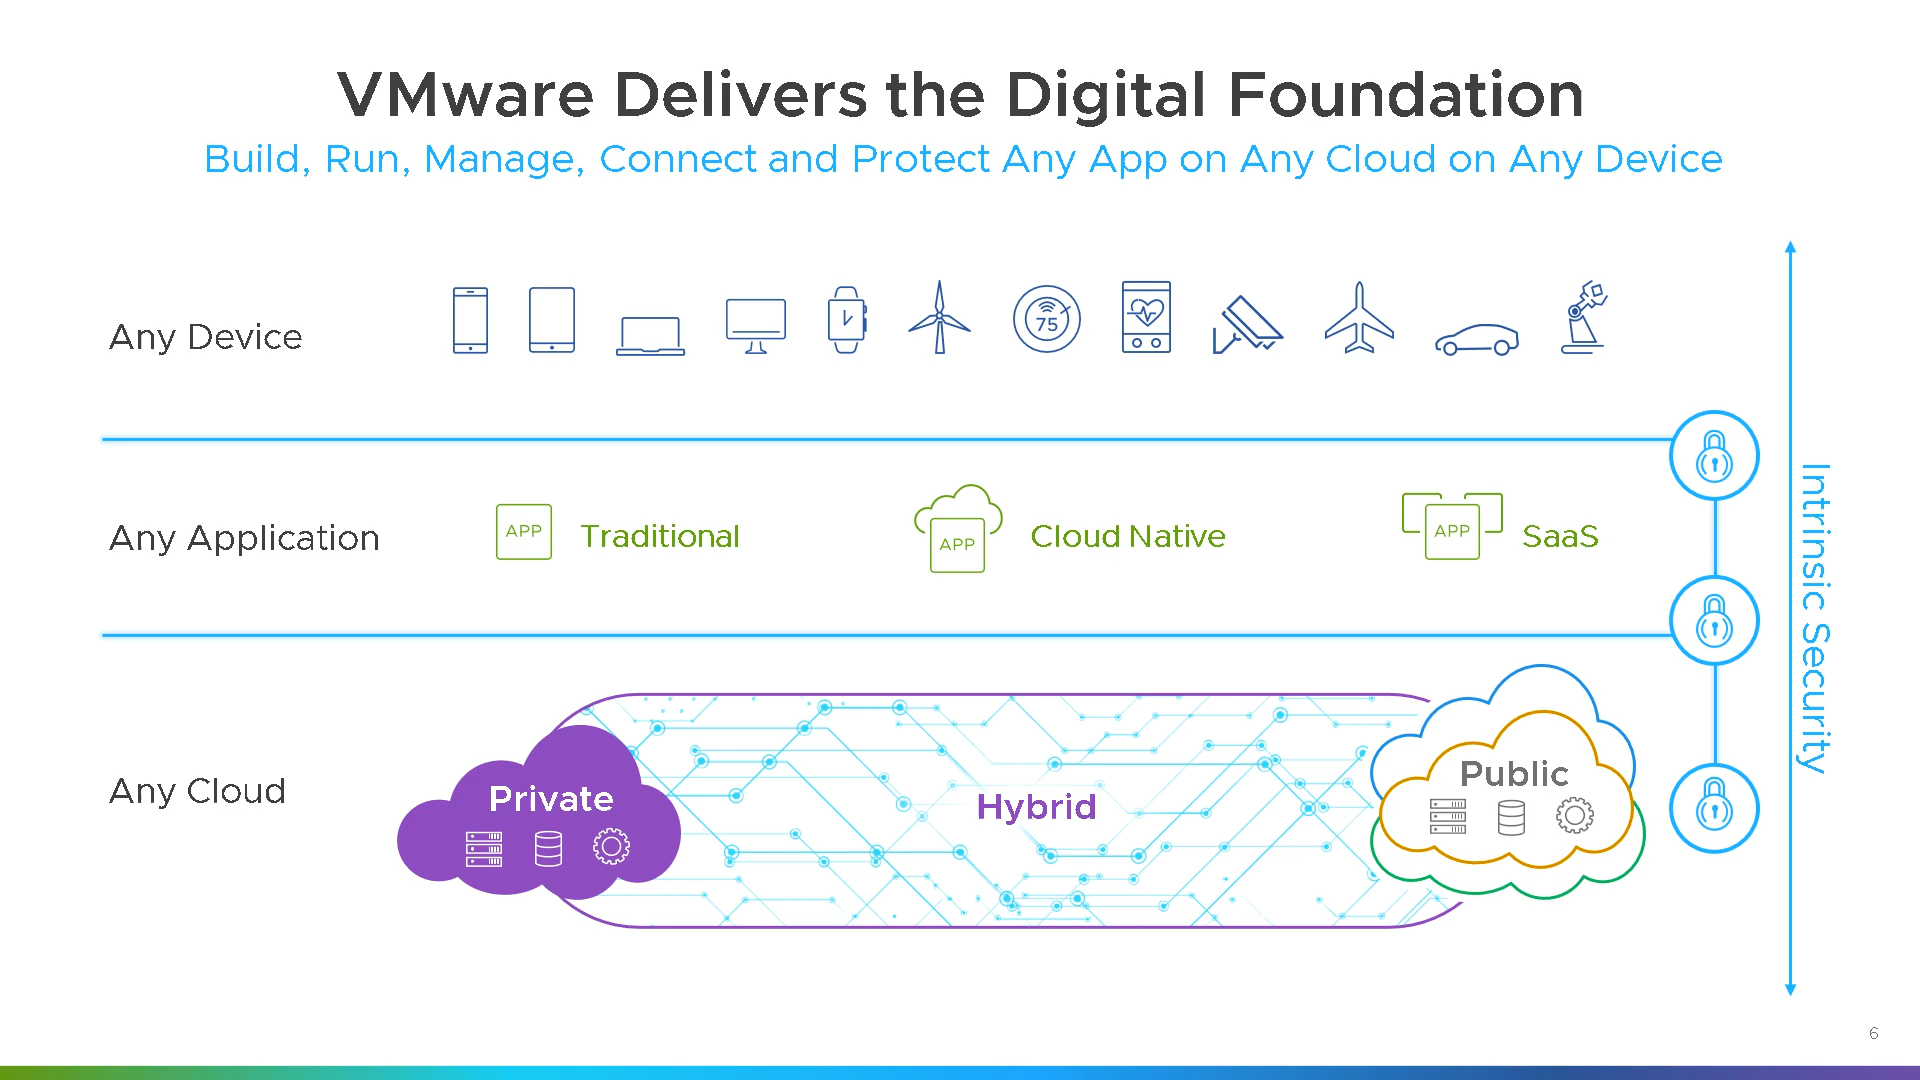 VMware Delivers the Digital Foundation
Build, Run, Manage, Connect and Protect Any App on Any Cloud on Any Device
Any Device
75
Any Application
APP
Traditional
APP
Cloud Native
APP
SaaS
Any Cloud
Private
Hybrid
Public
Intrinsic Security
6